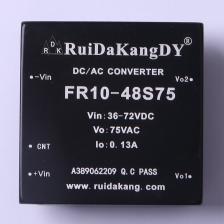 RDK RuiDaKangDY
DC/AC CONVERTER
-Vin Vo2
FR10-48S75
Vin: 36-72VDC
Vo: 75VAC
CNT Io: 0.13A
+Vin A389062209 Q.C PASS Vo1
www.ruidakang.com